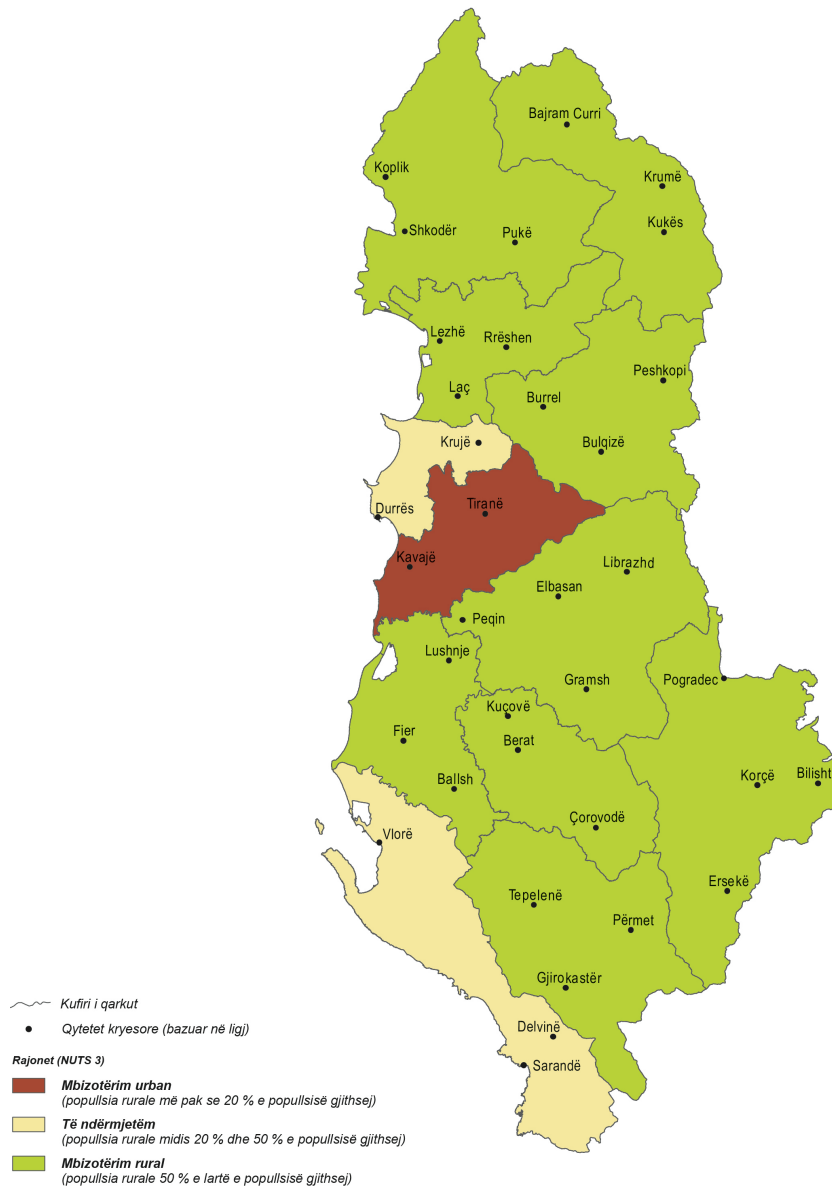 Bajram Curri
Koplik
Krumë
Shkodër
Kukës
Pukë
Lezhë
Rrëshen
Peshkopi
Laç
Burrel
Krujë
Bulqizë
Durrës
Tiranë
Kavajë
Librazhd
Elbasan
Peqin
Lushnje
Gramsh
Pogradec
Kuçovë
Fier
Berat
Ballsh
Korçë
Bilisht
Çorovodë
Vlorë
Ersekë
Tepelenë
Përmet
Gjirokastër
Delvinë
Sarandë
Kufiri i qarkut
Qytetet kryesore (bazuar në ligj)
Rajonet (NUTS 3)
Mbizotërim urban
(popullsia rurale më pak se 20 % e popullsisë gjithsej)
Të ndërmjetëm
(popullsia rurale midis 20 % dhe 50 % e popullsisë gjithsej)
Mbizotërim rural
(popullsia rurale 50 % e lartë e popullsisë gjithsej)